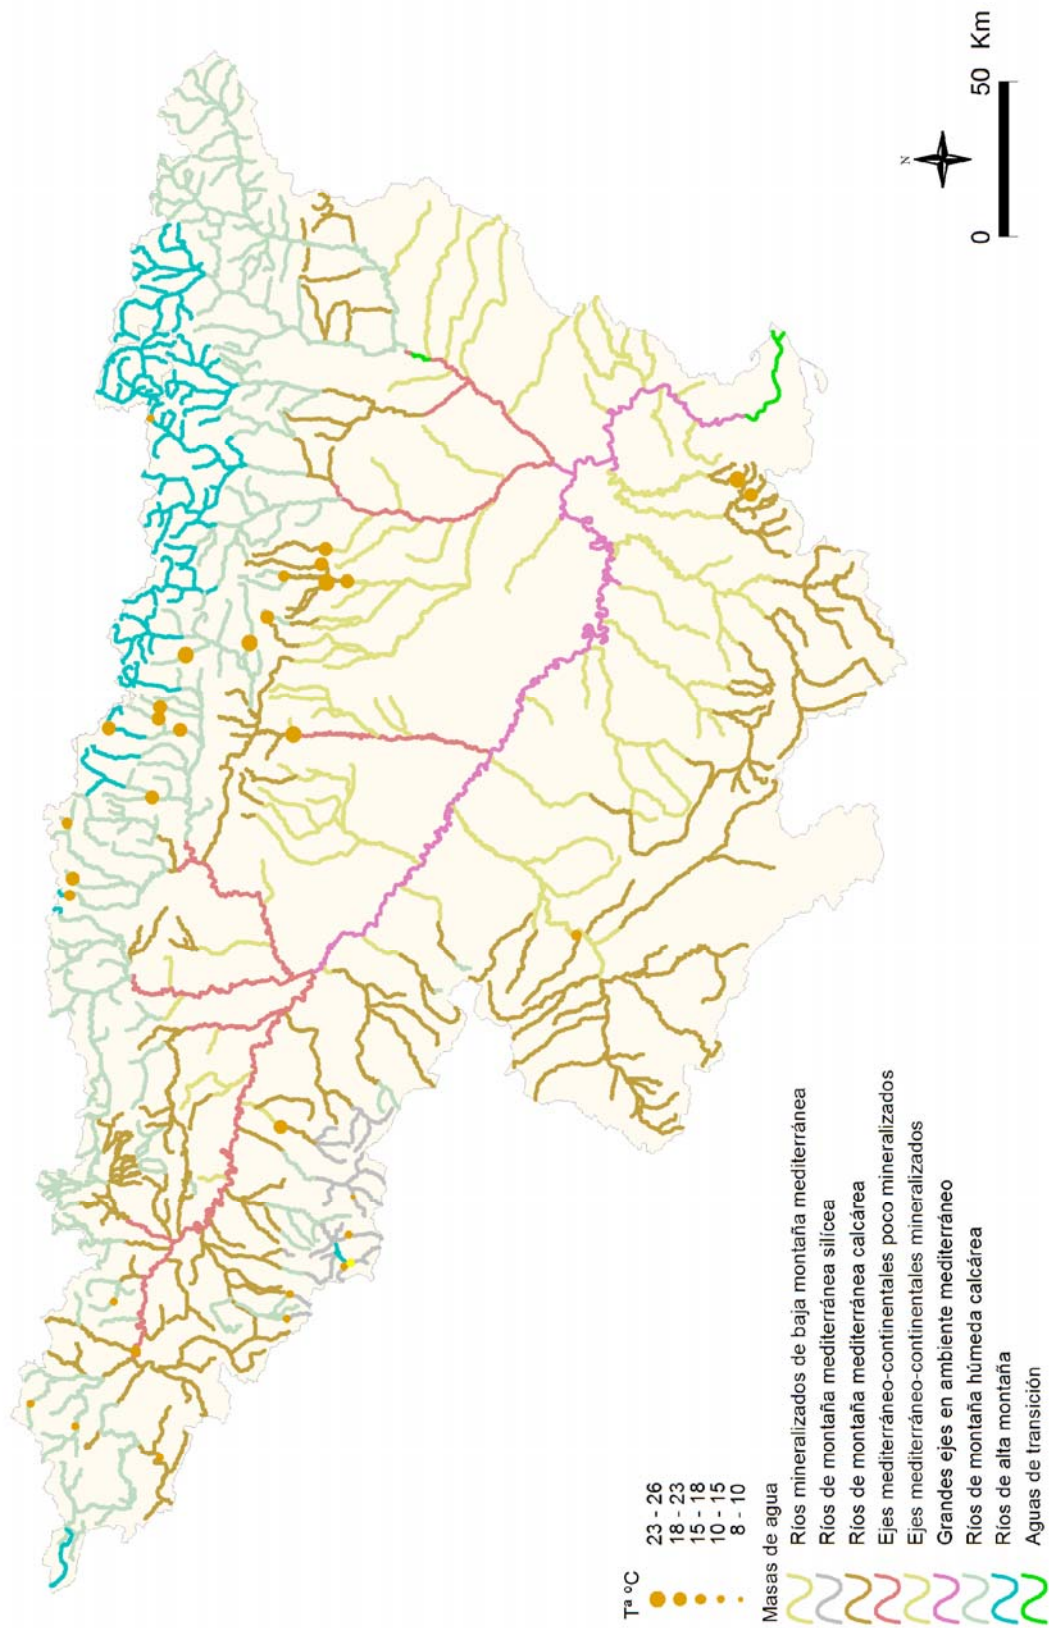 N
0 50 Km
Tª ºC
23 - 26
18 - 23
15 - 18
10 - 15
8 - 10
Masas de agua
Ríos mineralizados de baja montaña mediterránea
Ríos de montaña mediterránea silícea
Ríos de montaña mediterránea calcárea
Ejes mediterráneo-continentales poco mineralizados
Ejes mediterráneo-continentales mineralizados
Grandes ejes en ambiente mediterráneo
Ríos de montaña húmeda calcárea
Ríos de alta montaña
Aguas de transición